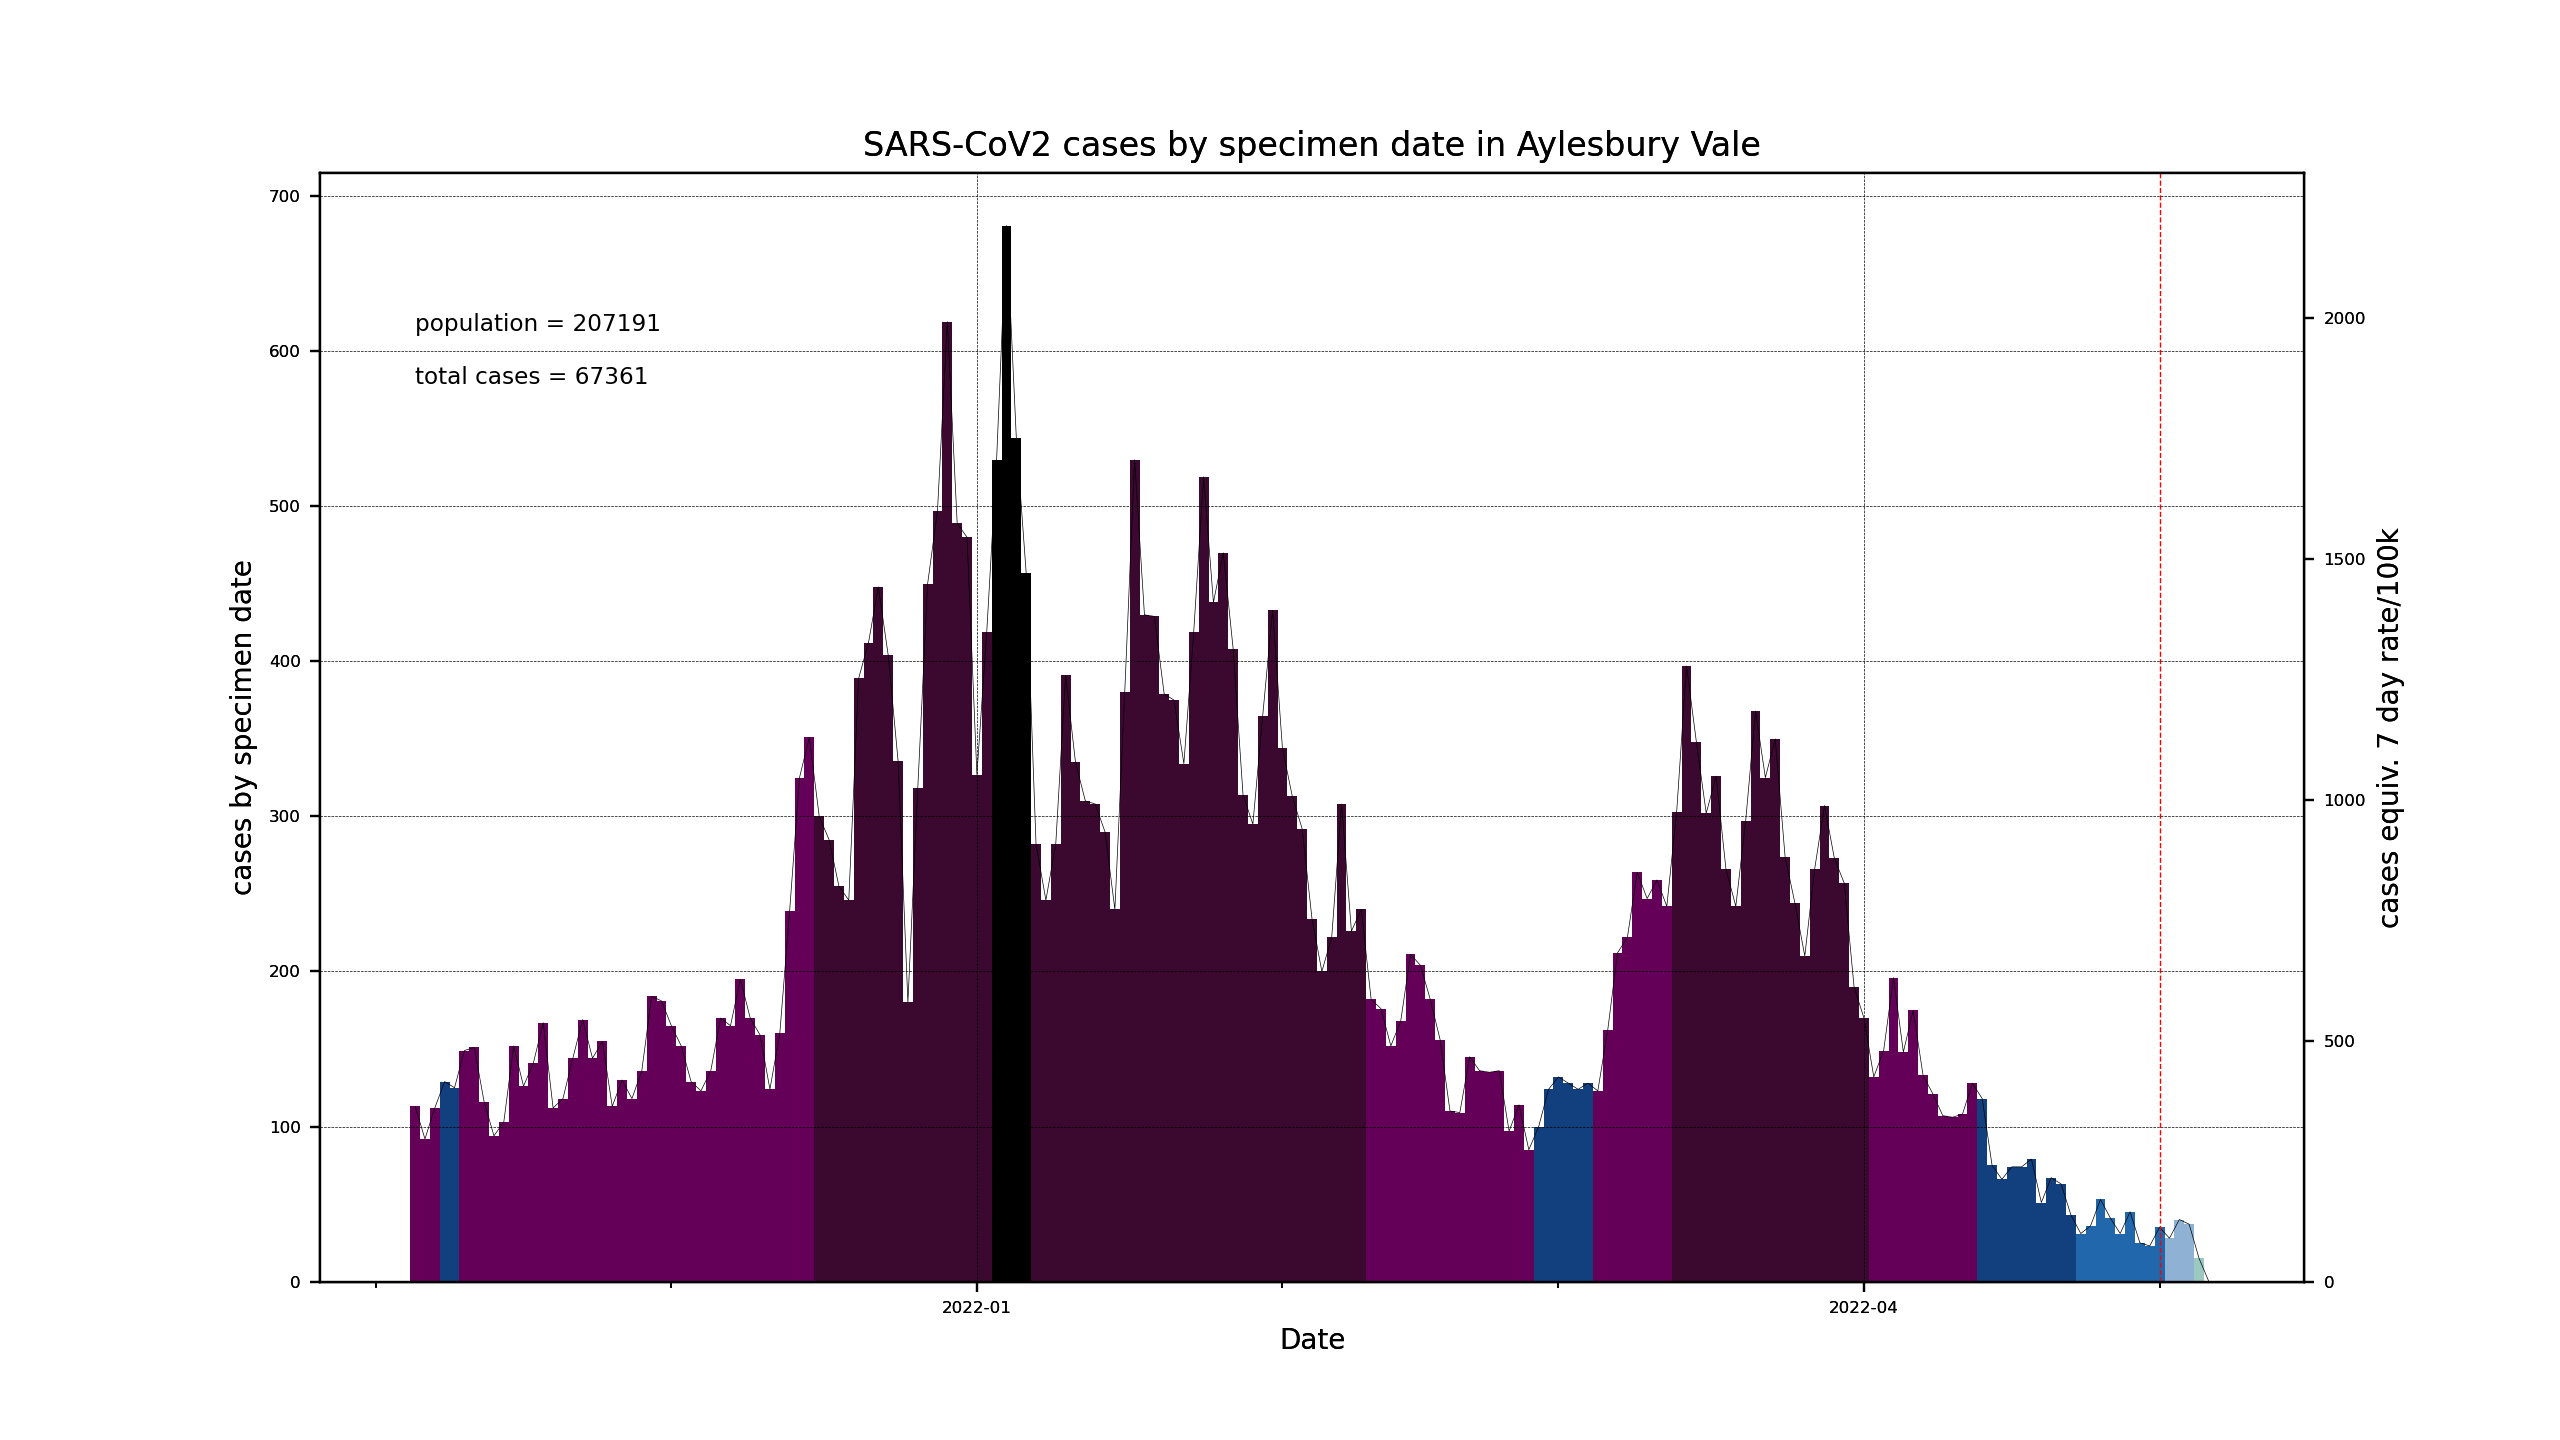 SARS-CoV2 cases by specimen date in Aylesbury Vale
population = 207191
total cases = 67361
cases by specimen date
700
600
500
400
300
200
100
0
2000
1500
1000
500
0
cases equiv. 7 day rate/100k
2022-01
2022-04
Date